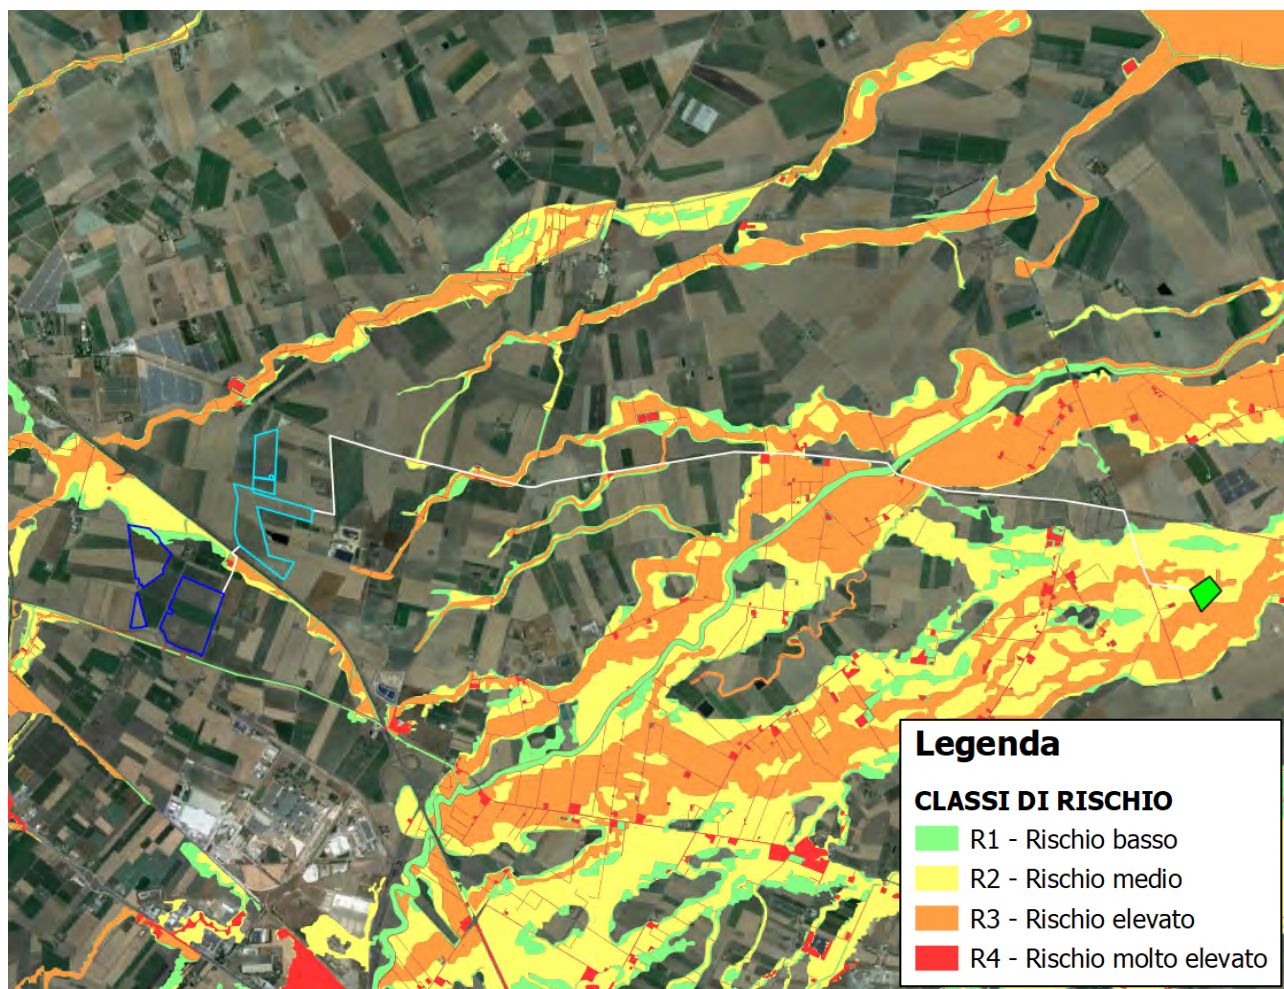 Legenda
CLASSI DI RISCHIO
R1 - Rischio basso
R2 - Rischio medio
R3 - Rischio elevato
R4 - Rischio molto elevato